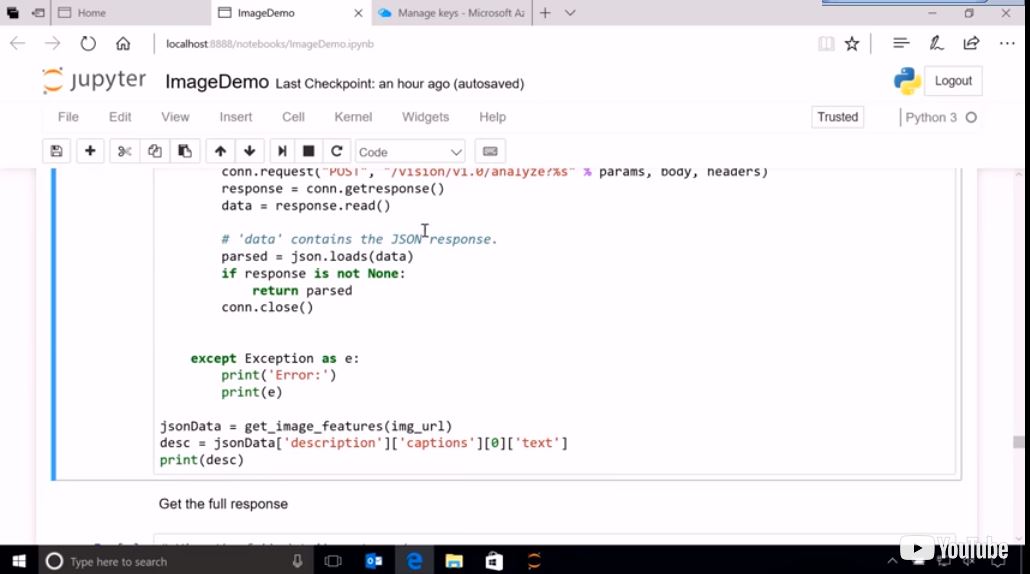 Home
ImageDemo
Manage keys - Microsoft Az
localhost:8888/notebooks/ImageDemo.ipynb
jupyter ImageDemo Last Checkpoint: an hour ago (autosaved)
Logout
File Edit View Insert Cell Kernel Widgets Help
Trusted
Python 3
Code
conn.request("POST", "/vision/v1.0/analyze?%s" % params, body, headers)
response = conn.getresponse()
data = response.read()
# 'data' contains the JSON response.
parsed = json.loads(data)
if response is not None:
return parsed
conn.close()
except Exception as e:
print('Error:')
print(e)
jsonData = get_image_features(img_url)
desc = jsonData['description']['captions'][0]['text']
print(desc)
Get the full response
Type here to search
YouTube